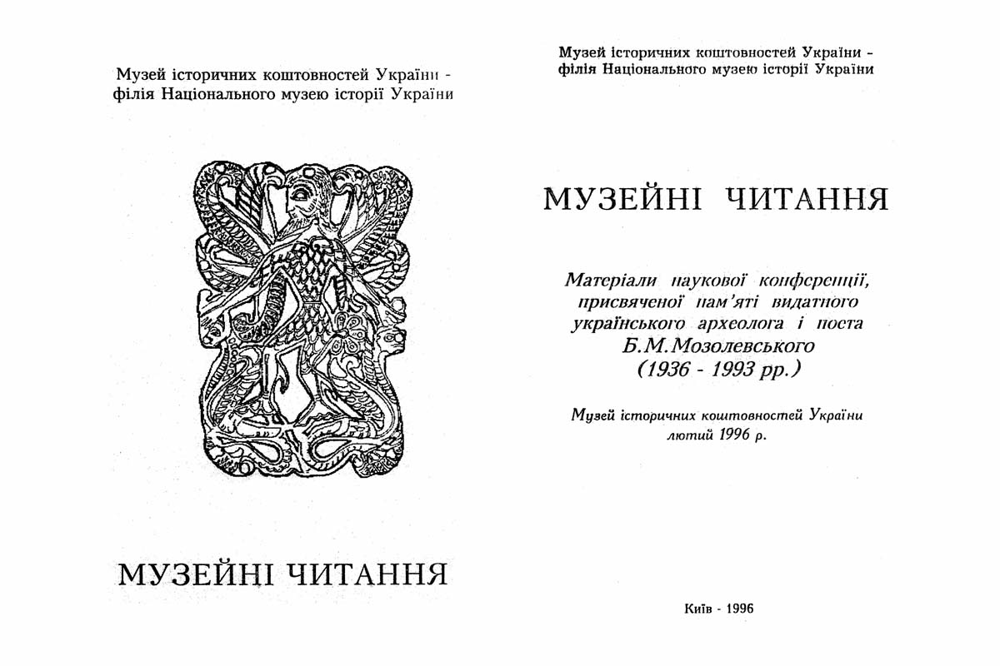 Музей історичних коштовностей України -
філія Національного музею історії України
МУЗЕЙНІ ЧИТАННЯ
Музей історичних коштовностей України -
філія Національного музею історії України
МУЗЕЙНІ ЧИТАННЯ
Матеріали наукової конференції,
присвяченої пам'яті видатного
українського археолога і поета
Б.М.Мозолевського
(1936 - 1993 рр.)
Музей історичних коштовностей України
лютий 1996 р.
Київ - 1996